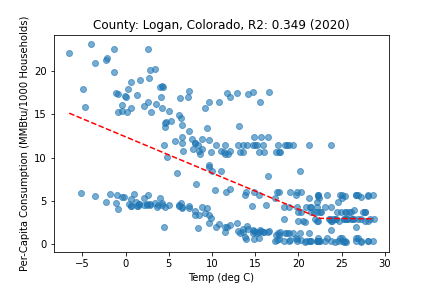 County: Logan, Colorado, R2: 0.349 (2020)
Per-Capita Consumption (MMBtu/1000 Households)
20
15
10
5
0
−5 0 5 10 15 20 25 30
Temp (deg C)